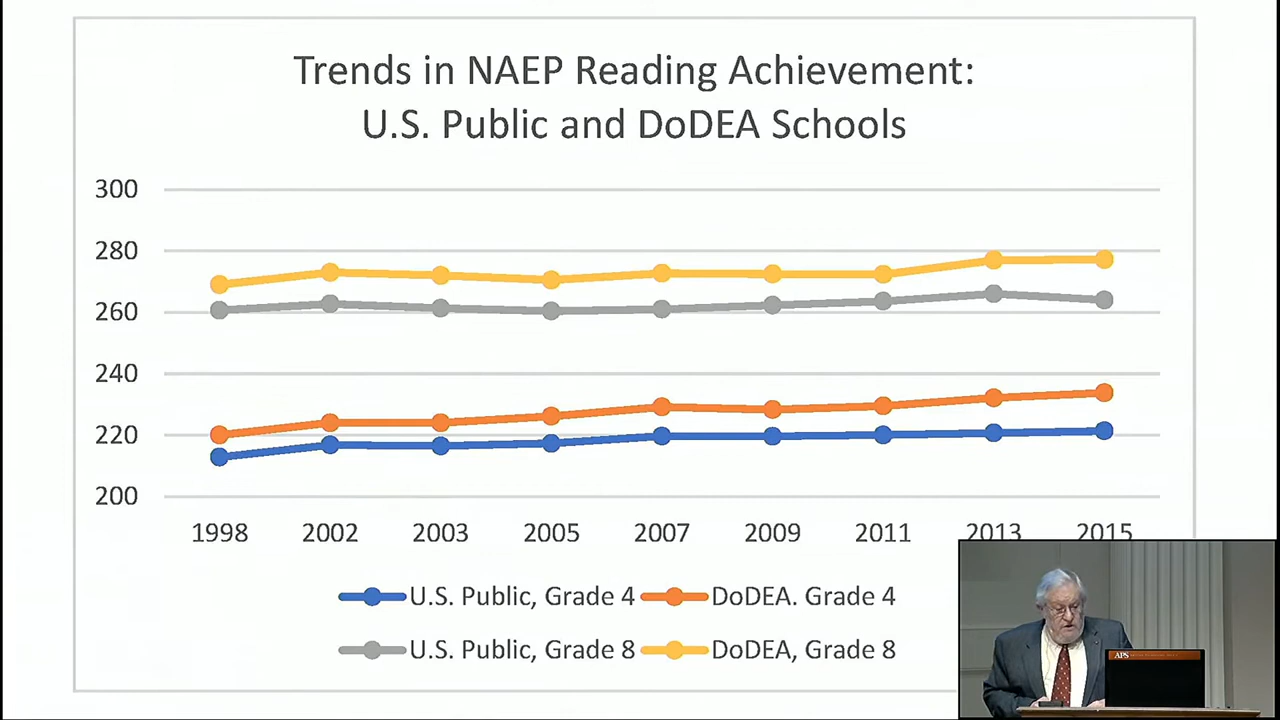 Trends in NAEP Reading Achievement:
U.S. Public and DoDEA Schools
300
280
260
240
220
200
1998 2002 2003 2005 2007 2009 2011 2013 2015
U.S. Public, Grade 4 DoDEA. Grade 4
U.S. Public, Grade 8 DoDEA, Grade 8
APS